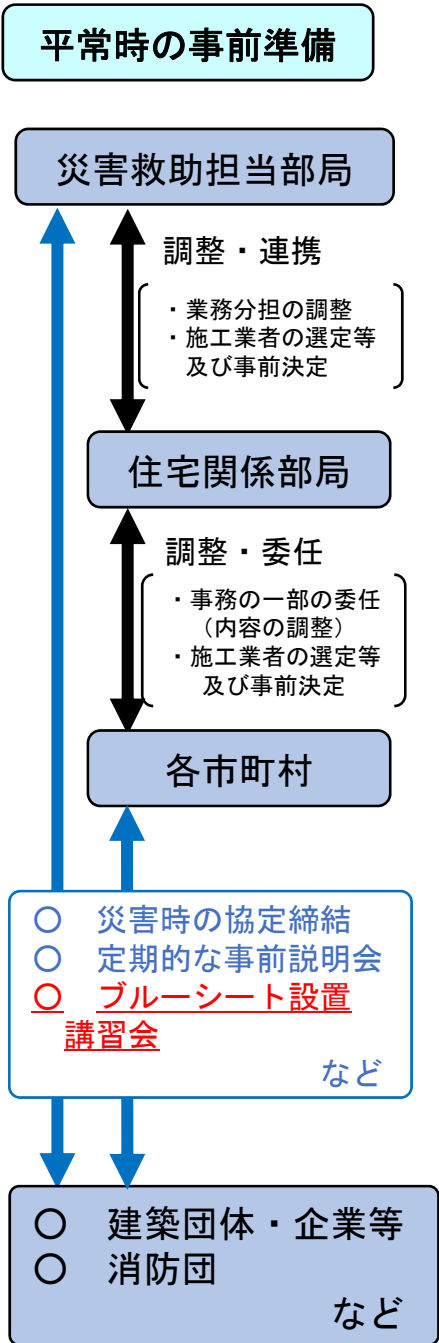 平常時の事前準備
災害救助担当部局
調整・連携
・業務分担の調整
・施工業者の選定等
及び事前決定
住宅関係部局
調整・委任
・事務の一部の委任
（内容の調整）
・施工業者の選定等
及び事前決定
各市町村
○　災害時の協定締結
○　定期的な事前説明会
○　ブルーシート設置
講習会
など
○　建築団体・企業等
○　消防団
など